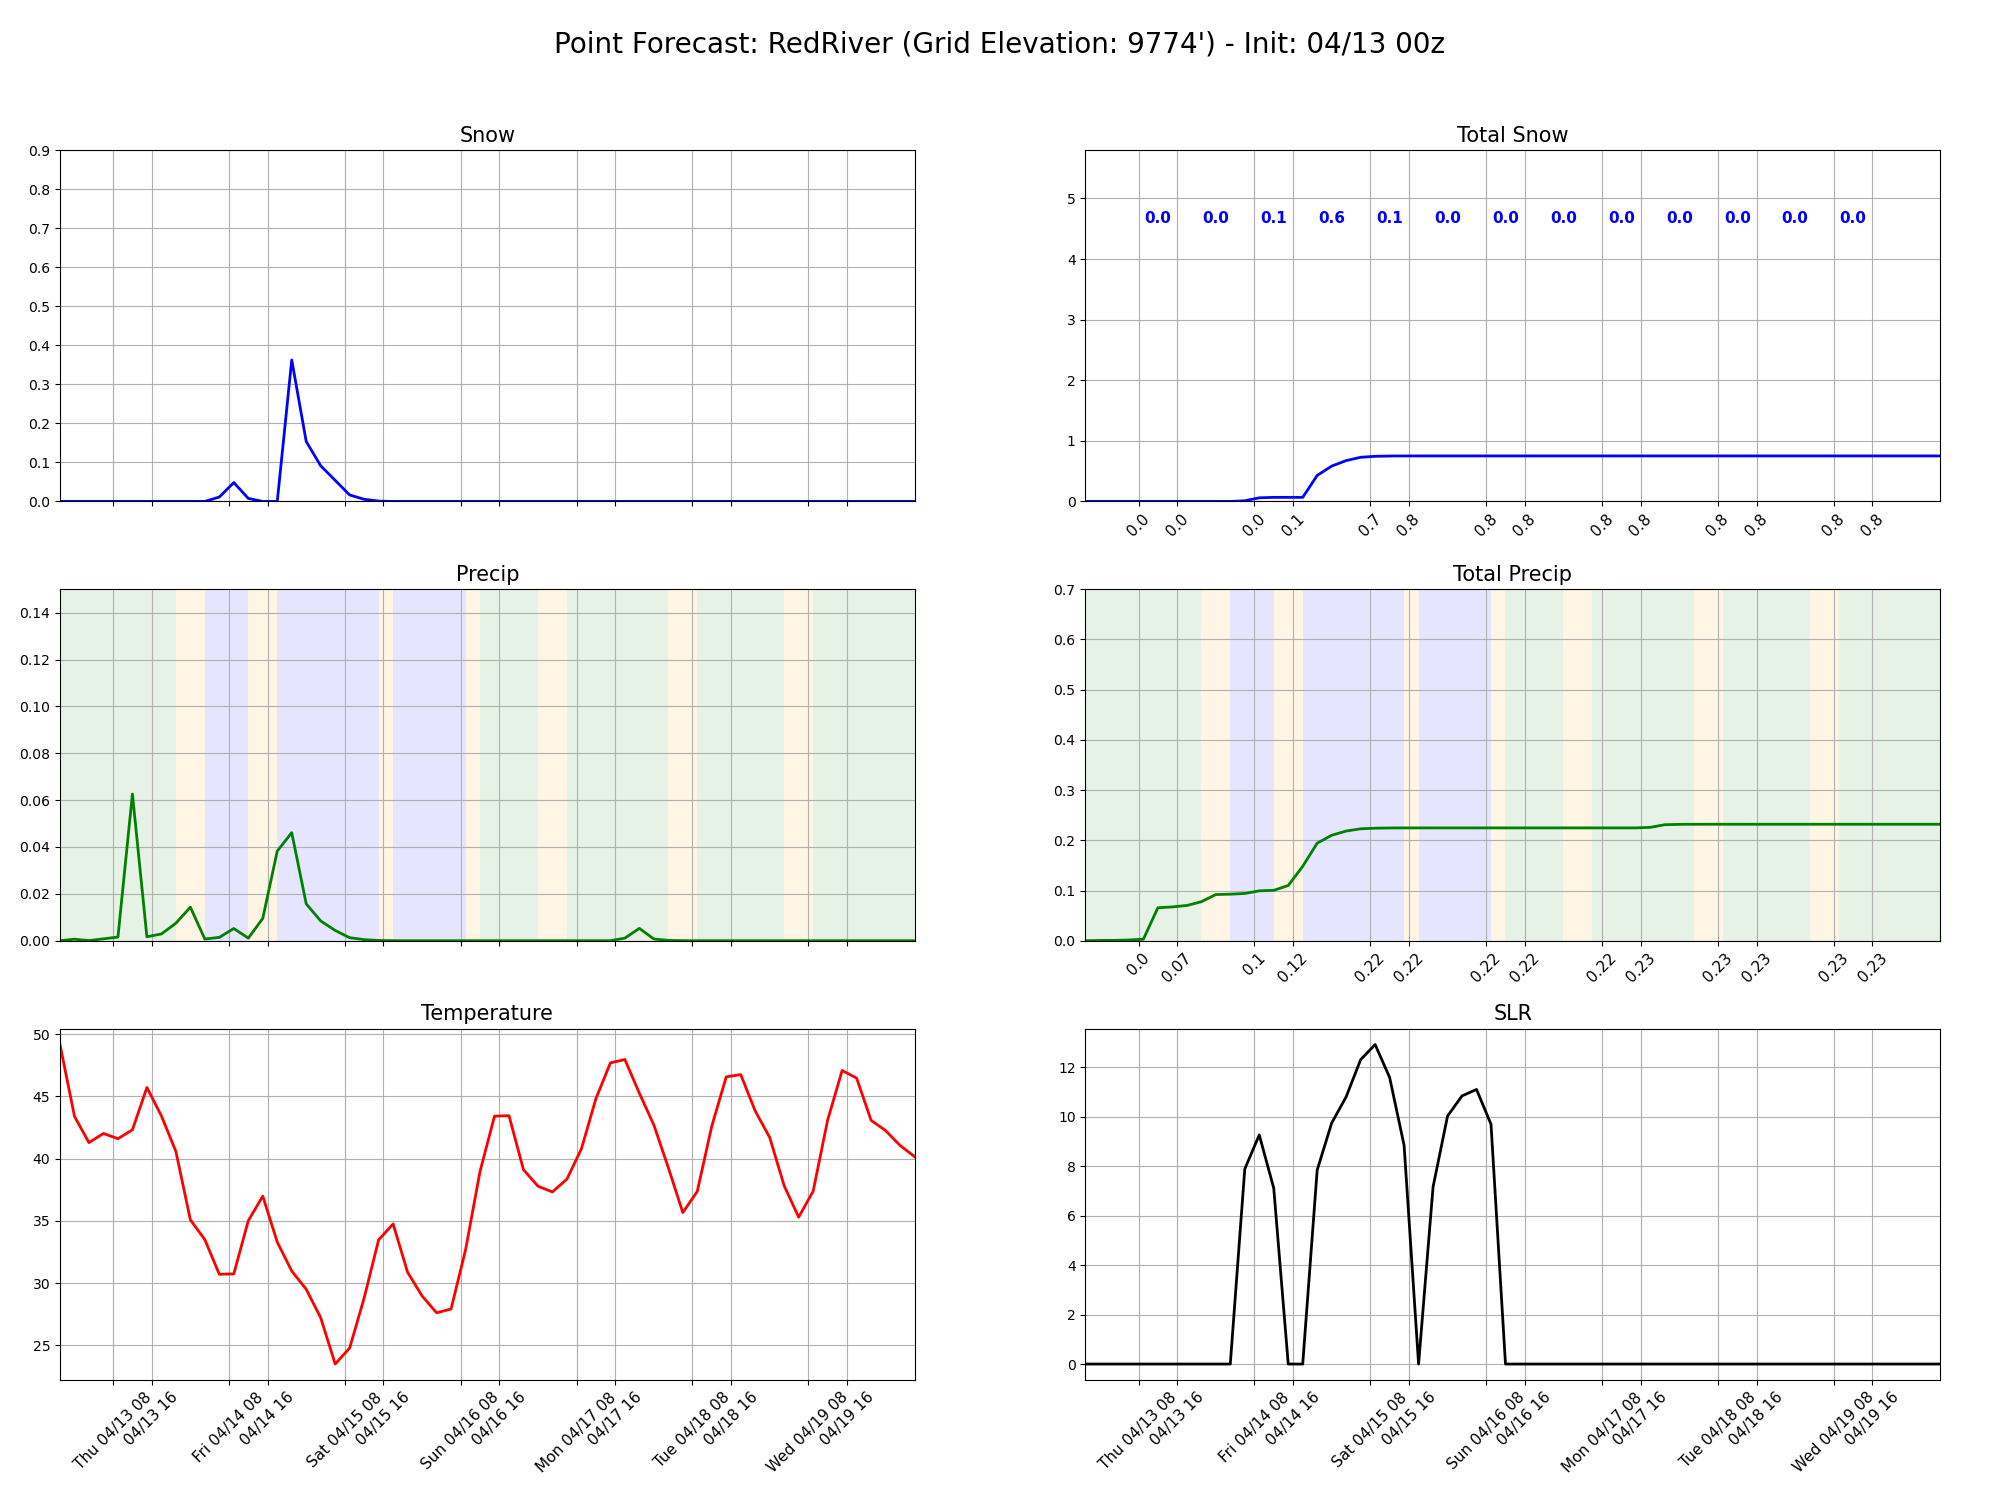 Point Forecast: RedRiver (Grid Elevation: 9774') - Init: 04/13 00z
Snow
0.9
0.8
0.7
0.6
0.5
0.4
0.3
0.2
0.1
0.0
Total Snow
5
4
3
2
1
0
0.0 0.0 0.1 0.6 0.1 0.0 0.0 0.0 0.0 0.0 0.0 0.0 0.0
0.0 0.0 0.0 0.1 0.7 0.8 0.8 0.8 0.8 0.8 0.8 0.8 0.8 0.8
Precip
0.14
0.12
0.10
0.08
0.06
0.04
0.02
0.00
Total Precip
0.7
0.6
0.5
0.4
0.3
0.2
0.1
0.0
0.0 0.07 0.1 0.12 0.22 0.22 0.22 0.22 0.22 0.23 0.23 0.23 0.23 0.23
Temperature
50
45
40
35
30
25
Thu 04/13 08
04/13 16
Fri 04/14 08
04/14 16
Sat 04/15 08
04/15 16
Sun 04/16 08
04/16 16
Mon 04/17 08
04/17 16
Tue 04/18 08
04/18 16
Wed 04/19 08
04/19 16
SLR
12
10
8
6
4
2
0
Thu 04/13 08
04/13 16
Fri 04/14 08
04/14 16
Sat 04/15 08
04/15 16
Sun 04/16 08
04/16 16
Mon 04/17 08
04/17 16
Tue 04/18 08
04/18 16
Wed 04/19 08
04/19 16